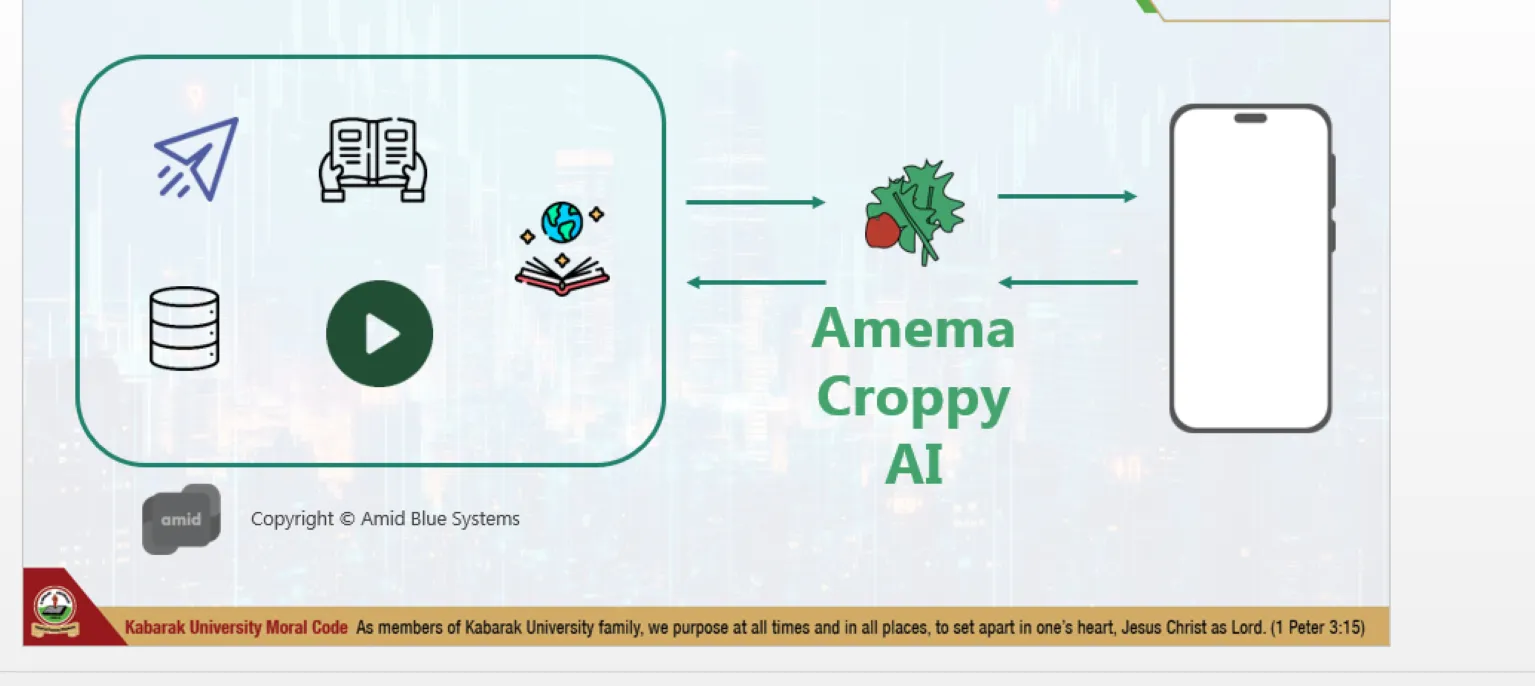 Amema
Croppy
AI
amid
Copyright © Amid Blue Systems
Kabarak University Moral Code As members of Kabarak University family, we purpose at all times and in all places, to set apart in one's heart, Jesus Christ as Lord. (1 Peter 3:15)